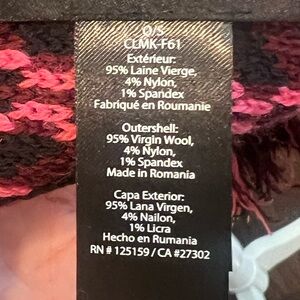 O/S
CLMK-F61
Extérieur:
95% Laine Vierge,
4% Nylon,
1% Spandex
Fabriqué en Roumanie
Outershell:
95% Virgin Wool,
4% Nylon,
1% Spandex
Made in Romania
Capa Exterior:
95% Lana Virgen,
4% Nailon,
1% Licra
Hecho en Rumania
RN # 125159 / CA #27302